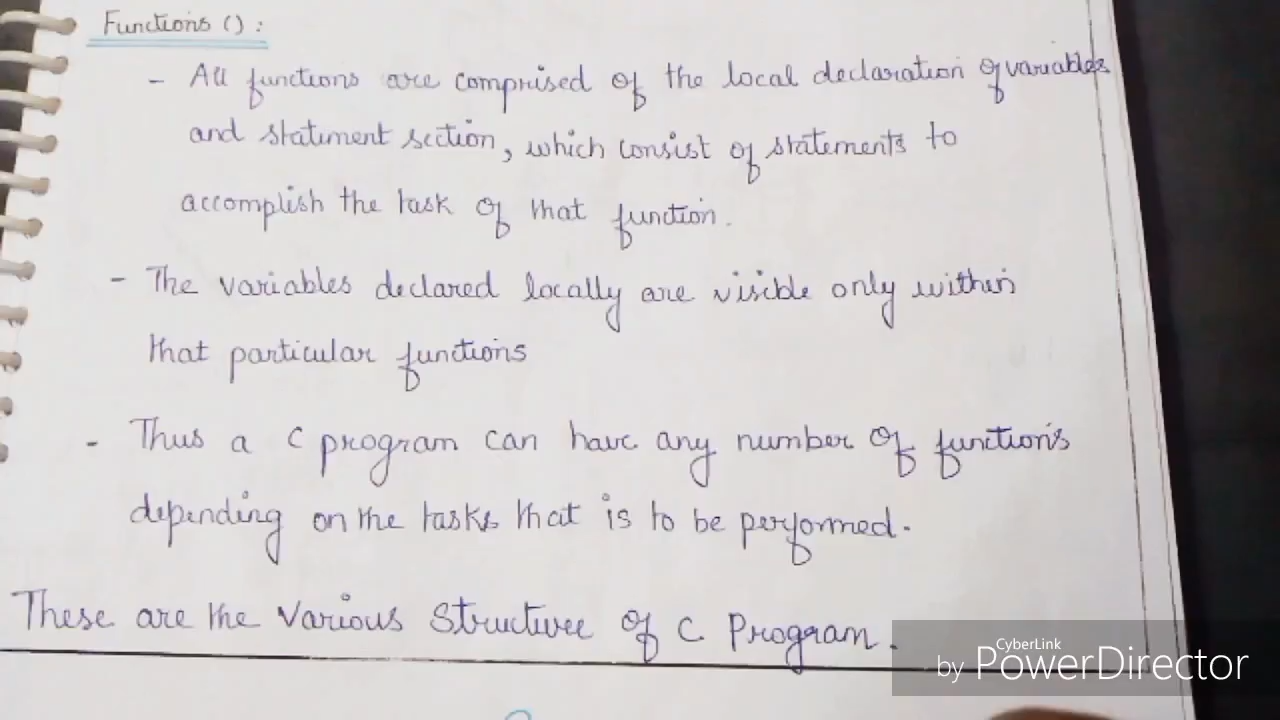 Functions () :
- All functions are comprised of the local declaration of variables
and statement section, which consist of statements to
accomplish the task of that function.
- The variables declared locally are visible only within
that particular functions
- Thus a C program can have any number of functions
depending on the tasks that is to be performed.
These are the various Structure of C Program.
CyberLink
by PowerDirector